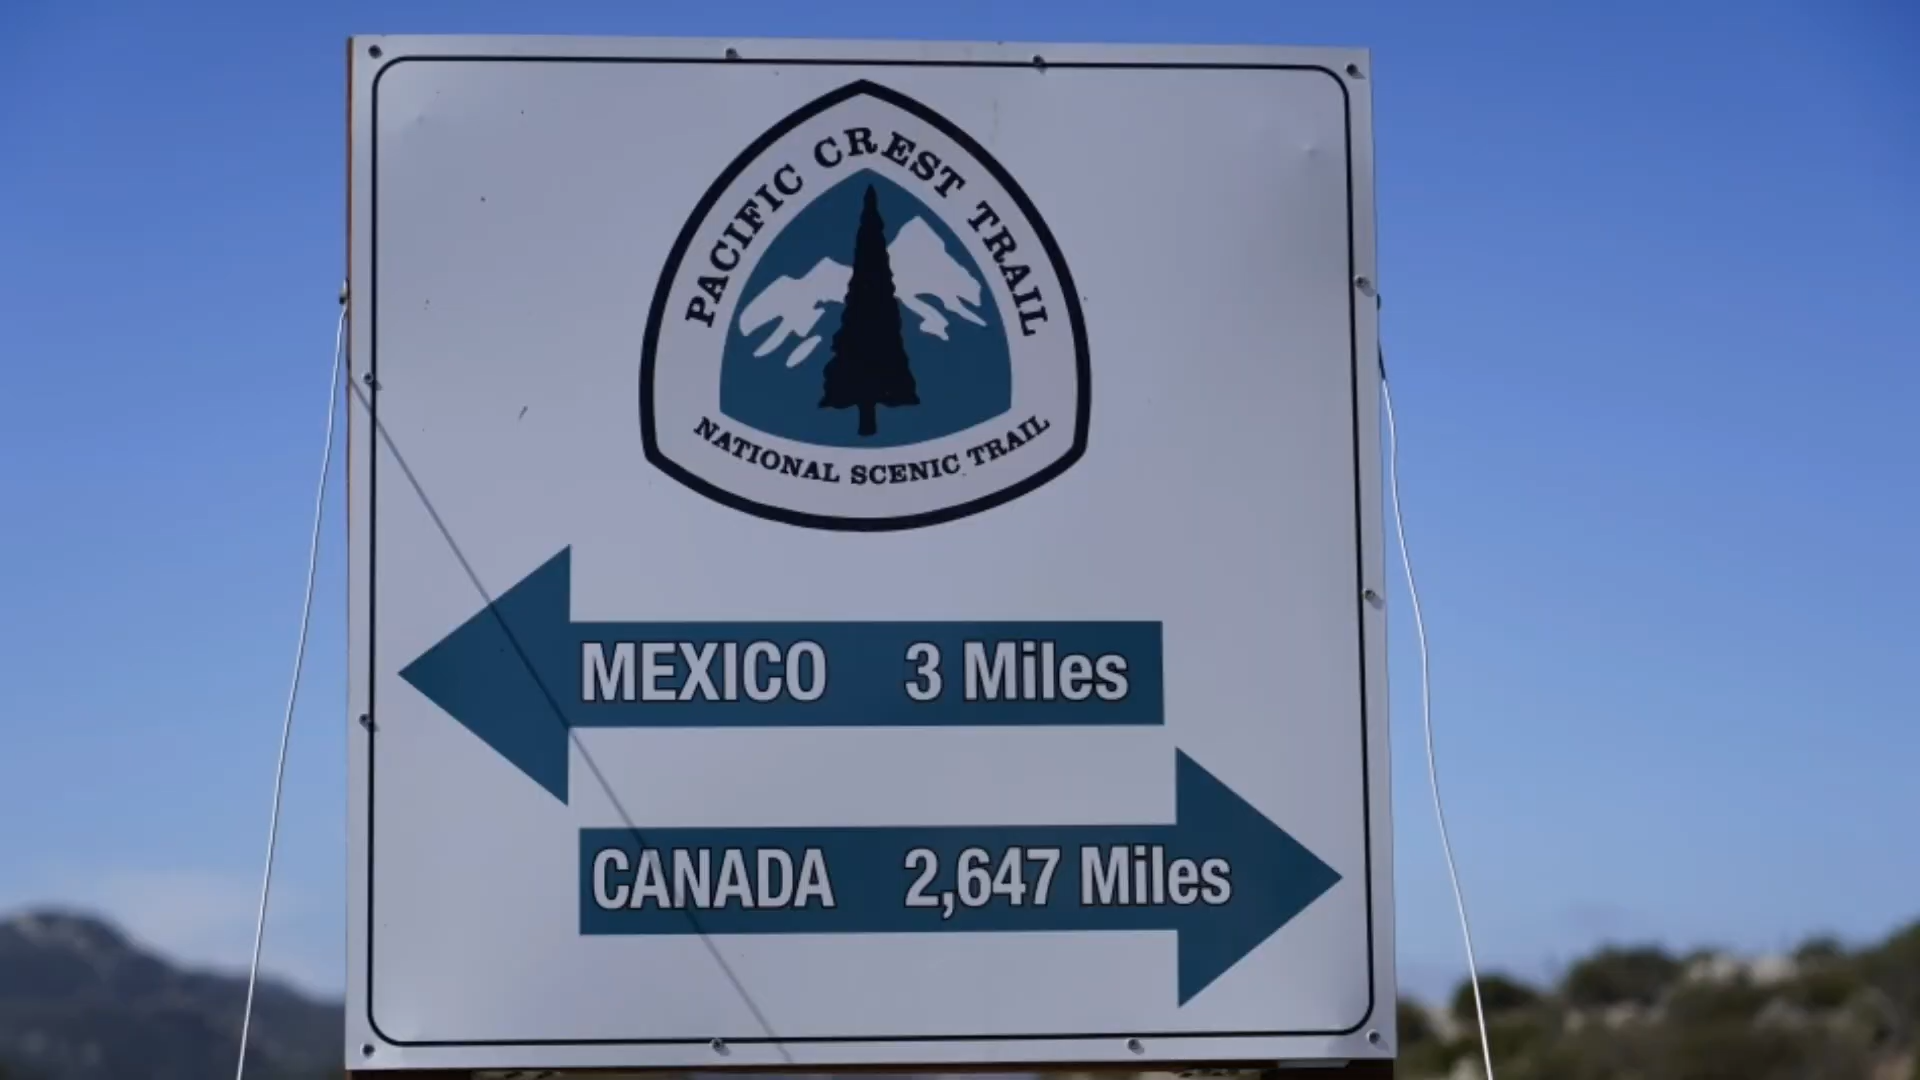 PACIFIC CREST TRAIL
NATIONAL SCENIC TRAIL
MEXICO 3 Miles
CANADA 2,647 Miles